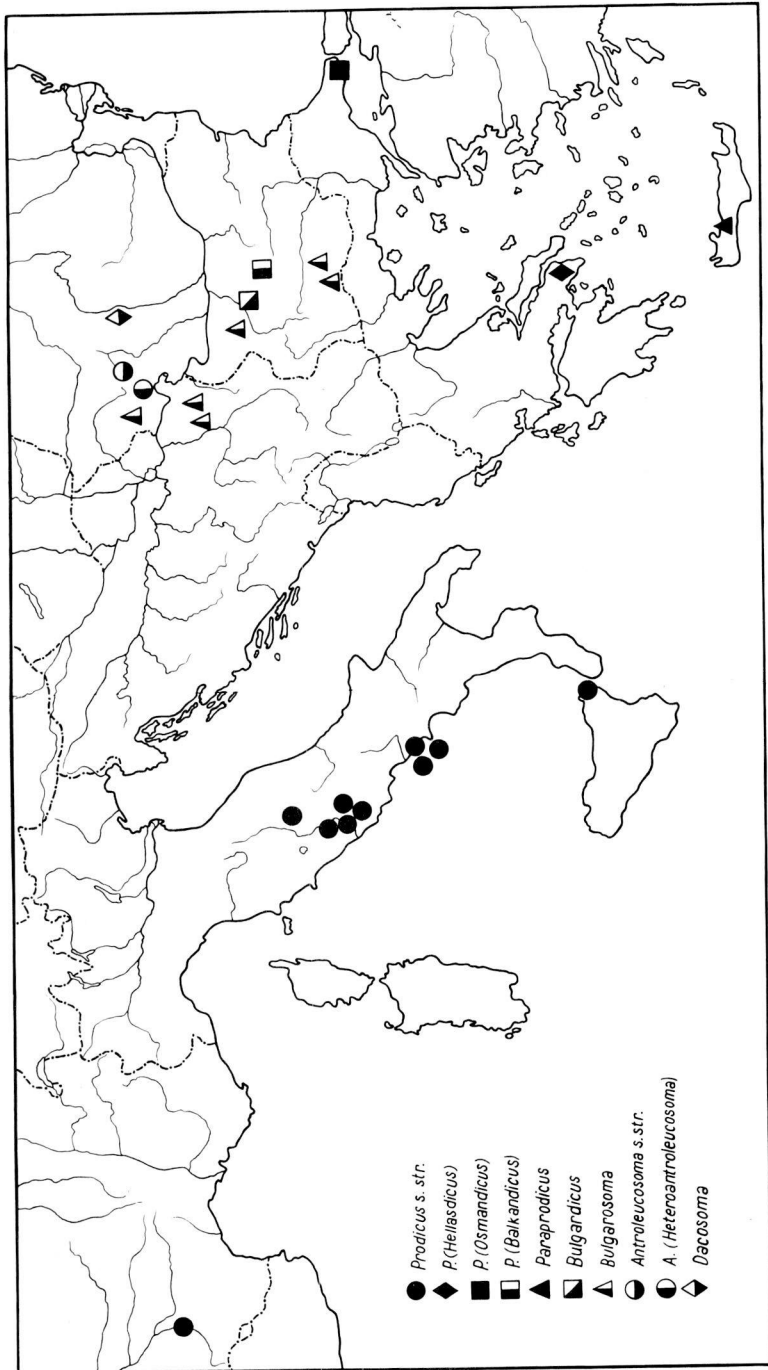 Prodicus s. str.
P. (Hellasdicus)
P. (Osmandicus)
P. (Balkandicus)
Paraprodicus
Bulgardicus
Bulgarosoma
Antroleucosoma s. str.
A. (Heteroantroleucosoma)
Dacosoma